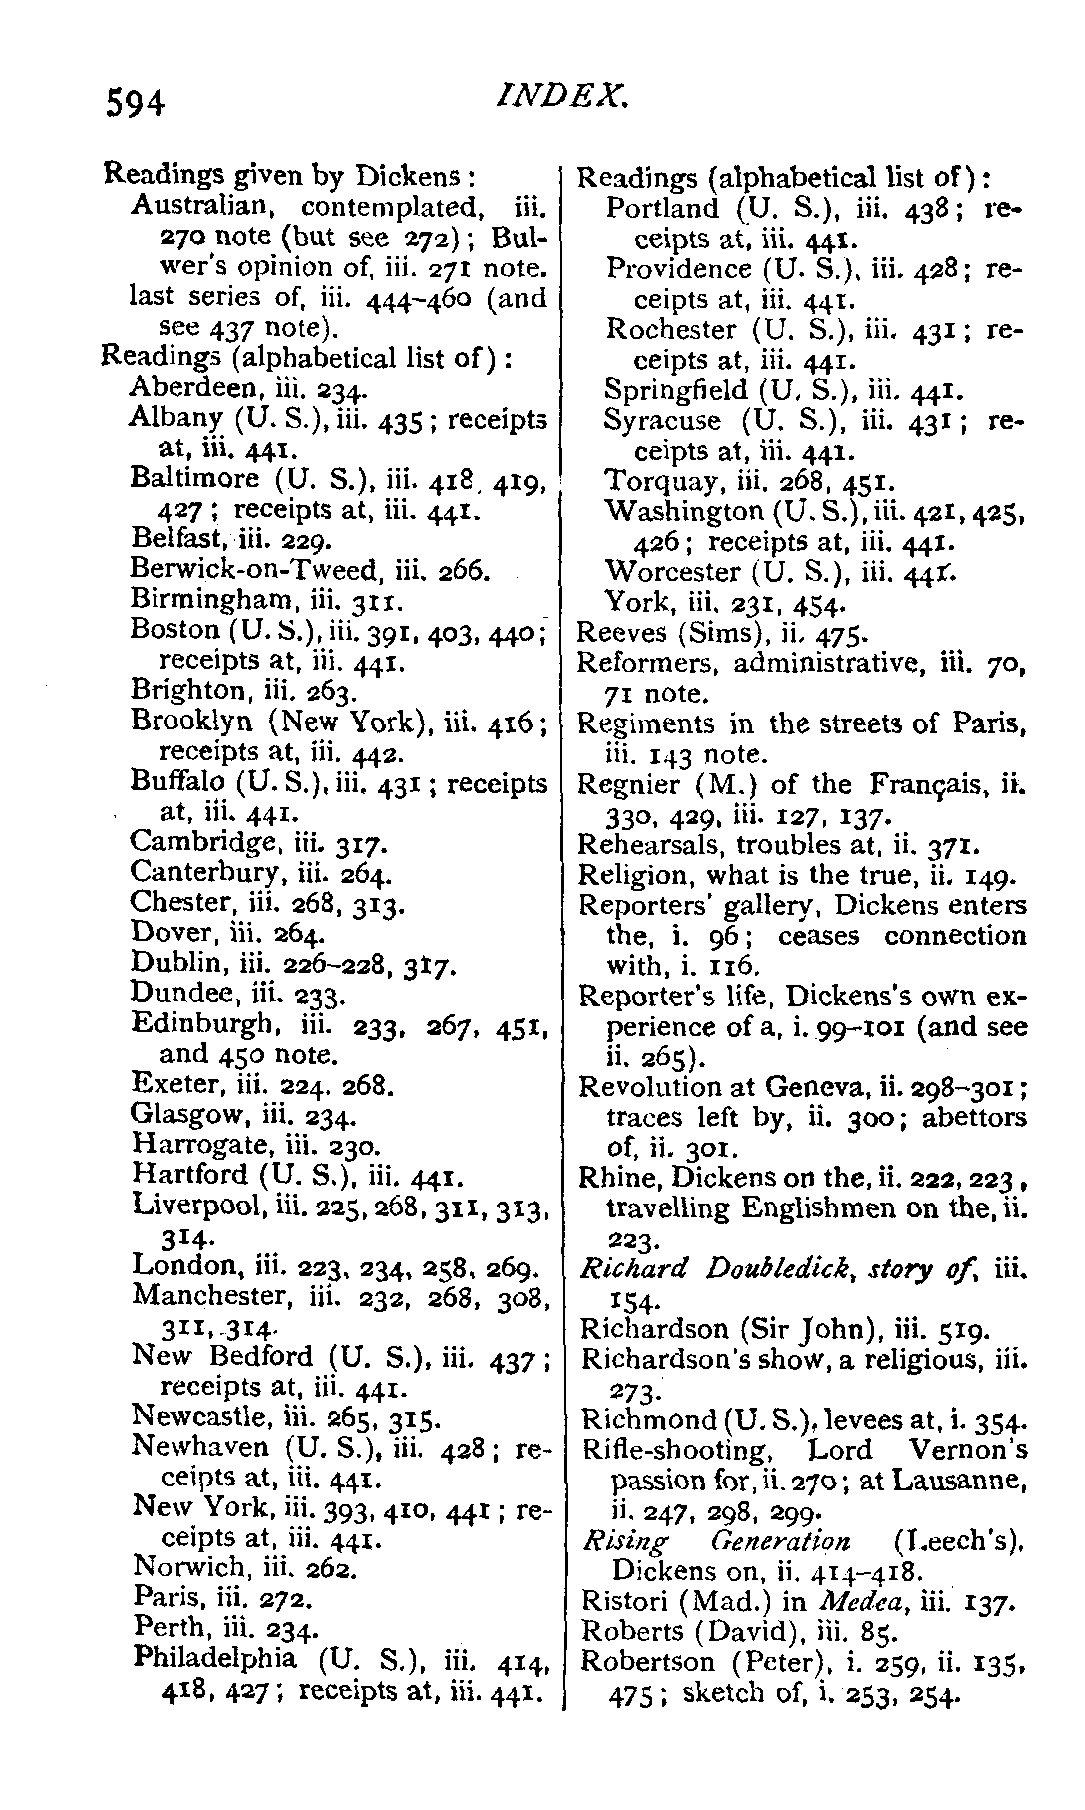 594
INDEX.
Readings given by Dickens:
Australian, contemplated, iii.
270 note (but see 272); Bul-
wer's opinion of, iii. 271 note.
last series of, iii. 444-460 (and
see 437 note).
Readings (alphabetical list of):
Aberdeen, iii. 234.
Albany (U. S.), iii. 435; receipts
at, iii. 441.
Baltimore (U. S.), iii. 418, 419,
427; receipts at, iii. 441.
Belfast, iii. 229.
Berwick-on-Tweed, iii. 266.
Birmingham, iii. 311.
Boston (U. S.), iii. 391, 403, 440;
receipts at, iii. 441.
Brighton, iii. 263.
Brooklyn (New York), iii. 416;
receipts at, iii. 442.
Buffalo (U. S.), iii. 431; receipts
at, iii. 441.
Cambridge, iii. 317.
Canterbury, iii. 264.
Chester, iii. 268, 313.
Dover, iii. 264.
Dublin, iii. 226-228, 317.
Dundee, iii. 233.
Edinburgh, iii. 233, 267, 451,
and 450 note.
Exeter, iii. 224, 268.
Glasgow, iii. 234.
Harrogate, iii. 230.
Hartford (U. S.), iii. 441.
Liverpool, iii. 225, 268, 311, 313,
314.
London, iii. 223, 234, 258, 269.
Manchester, iii. 232, 268, 308,
311, 314.
New Bedford (U. S.), iii. 437;
receipts at, iii. 441.
Newcastle, iii. 265, 315.
Newhaven (U. S.), iii. 428; re-
ceipts at, iii. 441.
New York, iii. 393, 410, 441; re-
ceipts at, iii. 441.
Norwich, iii. 262.
Paris, iii. 272.
Perth, iii. 234.
Philadelphia (U. S.), iii. 414,
418, 427; receipts at, iii. 441.
Readings (alphabetical list of):
Portland (U. S.), iii. 438; re-
ceipts at, iii. 441.
Providence (U. S.), iii. 428; re-
ceipts at, iii. 441.
Rochester (U. S.), iii. 431; re-
ceipts at, iii. 441.
Springfield (U. S.), iii. 441.
Syracuse (U. S.), iii. 431; re-
ceipts at, iii. 441.
Torquay, iii. 268, 451.
Washington (U. S.), iii. 421, 425,
426; receipts at, iii. 441.
Worcester (U. S.), iii. 441.
York, iii. 231, 454.
Reeves (Sims), ii. 475.
Reformers, administrative, iii. 70,
71 note.
Regiments in the streets of Paris,
iii. 143 note.
Regnier (M.) of the Français, ii.
330, 429, iii. 127, 137.
Rehearsals, troubles at, ii. 371.
Religion, what is the true, ii. 149.
Reporters' gallery, Dickens enters
the, i. 96; ceases connection
with, i. 116.
Reporter's life, Dickens's own ex-
perience of a, i. 99-101 (and see
ii. 265).
Revolution at Geneva, ii. 298-301;
traces left by, ii. 300; abettors
of, ii. 301.
Rhine, Dickens on the, ii. 222, 223,
travelling Englishmen on the, ii.
223.
Richard Doubledick, story of, iii.
154.
Richardson (Sir John), iii. 519.
Richardson's show, a religious, iii.
273.
Richmond (U. S.), levees at, i. 354.
Rifle-shooting, Lord Vernon's
passion for, ii. 270; at Lausanne,
ii. 247, 298, 299.
Rising Generation (Leech's),
Dickens on, ii. 414-418.
Ristori (Mad.) in Medea, iii. 137.
Roberts (David), iii. 85.
Robertson (Peter), i. 259, ii. 135,
475; sketch of, i. 253, 254.